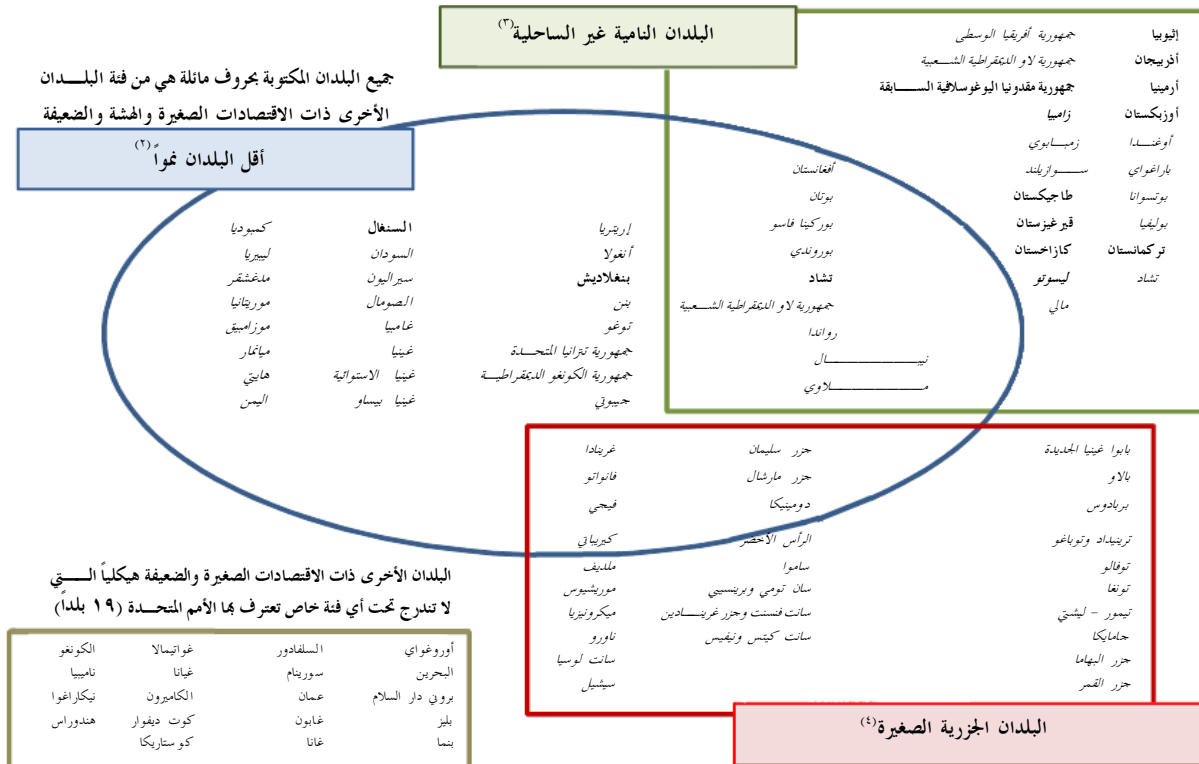 البلدان النامية غير الساحلية(٣)
إثيوبيا جمهورية أفريقيا الوسطى
أذربيجان جمهورية لاو الديمقراطية الشعبية
أرمينيا جمهورية مقدونيا اليوغوسلافية السابقة
أوزبكستان زامبيا
أوغندا زمبابوي
باراغواي سوازيلند
بوتسوانا طاجيكستان
بوليفيا قيرغيزستان
تركمانستان كازاخستان
تشاد ليسوتو
مالي
جميع البلدان المكتوبة بحروف مائلة هي من فئة البلدان
الأخرى ذات الاقتصادات الصغيرة والهشة والضعيفة
أقل البلدان نمواً(٢)
أفغانستان
بوتان
بوركينا فاسو
بوروندي
تشاد
جمهورية لاو الديمقراطية الشعبية
رواندا
نيبال
ملاوي
إريتريا السنغال كمبوديا
أنغولا السودان ليبيريا
بنغلاديش سيراليون مدغشقر
بنن الصومال موريتانيا
توغو غامبيا موزامبيق
جمهورية تنزانيا المتحدة غينيا ميانمار
جمهورية الكونغو الديمقراطية غينيا الاستوائية هايتي
جيبوتي غينيا بيساو اليمن
بابوا غينيا الجديدة جزر سليمان غرينادا
بالاو جزر مارشال فانواتو
بربادوس دومينيكا فيجي
ترينيداد وتوباغو الرأس الأخضر كيريباتي
توفالو ساموا ملديف
تونغا سان تومي وبرينسيبي موريشيوس
تيمور - ليشتي سانت فنسنت وجزر غرينادين ميكرونيزيا
جامايكا سانت كيتس ونيفيس ناورو
جزر البهاما سانت لوسيا
جزر القمر سيشيل
البلدان الجزرية الصغيرة(٤)
البلدان الأخرى ذات الاقتصادات الصغيرة والضعيفة هيكلياً التي
لا تندرج تحت أي فئة خاص تعترف بها الأمم المتحدة (١٩ بلداً)
أوروغواي السلفادور غواتيمالا الكونغو
البحرين سورينام غيانا ناميبيا
بروني دار السلام عمان الكاميرون نيكاراغوا
بليز غابون كوت ديفوار هندوراس
بنما غانا كوستاريكا